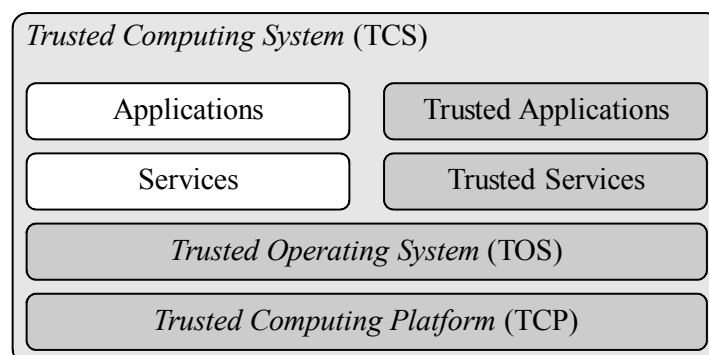 Trusted Computing System (TCS)
Applications
Trusted Applications
Services
Trusted Services
Trusted Operating System (TOS)
Trusted Computing Platform (TCP)